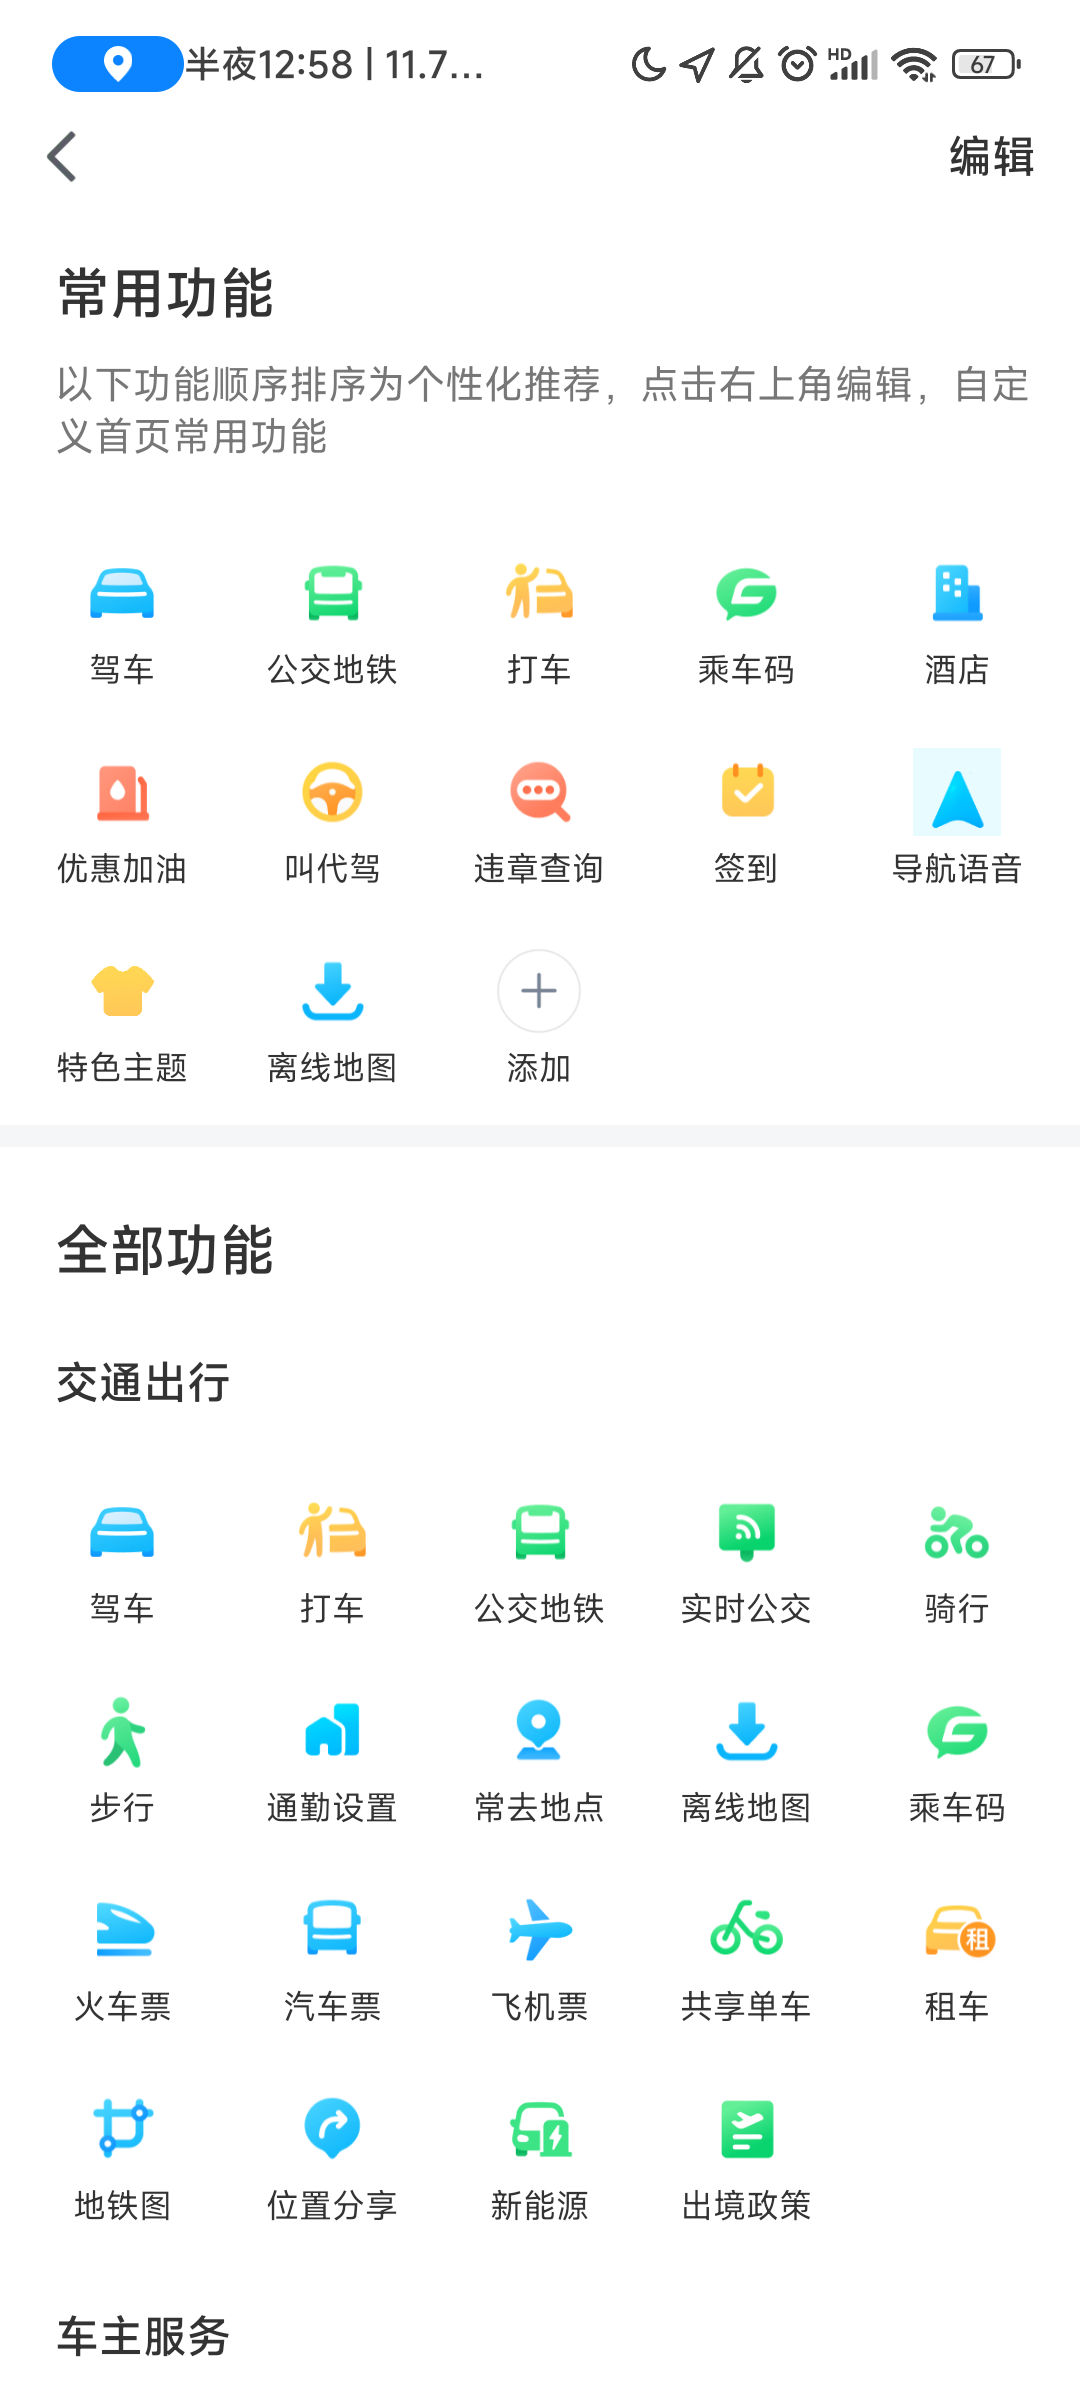 半夜12:58 | 11.7...
HD
67
编辑
常用功能
以下功能顺序排序为个性化推荐，点击右上角编辑，自定
义首页常用功能
驾车 公交地铁 打车 乘车码 酒店
优惠加油 叫代驾 违章查询 签到 导航语音
特色主题 离线地图 添加
全部功能
交通出行
驾车 打车 公交地铁 实时公交 骑行
步行 通勤设置 常去地点 离线地图 乘车码
租
火车票 汽车票 飞机票 共享单车 租车
地铁图 位置分享 新能源 出境政策
车主服务